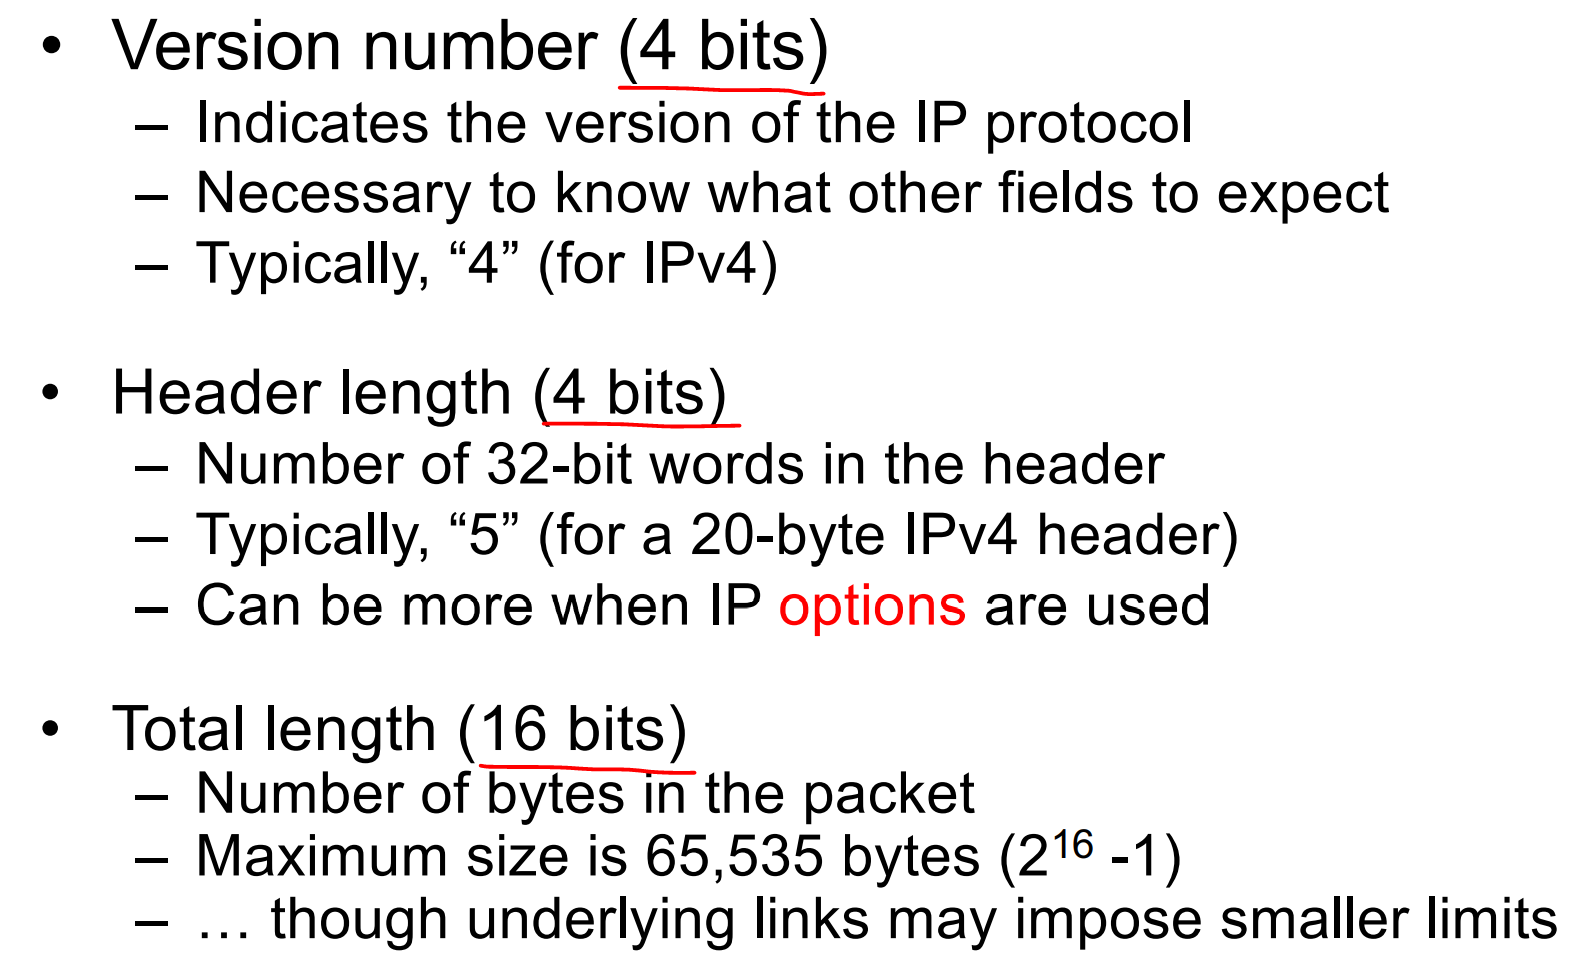 • Version number (4 bits)
– Indicates the version of the IP protocol
– Necessary to know what other fields to expect
– Typically, “4” (for IPv4)
• Header length (4 bits)
– Number of 32-bit words in the header
– Typically, “5” (for a 20-byte IPv4 header)
– Can be more when IP options are used
• Total length (16 bits)
– Number of bytes in the packet
– Maximum size is 65,535 bytes (2¹⁶ -1)
– … though underlying links may impose smaller limits